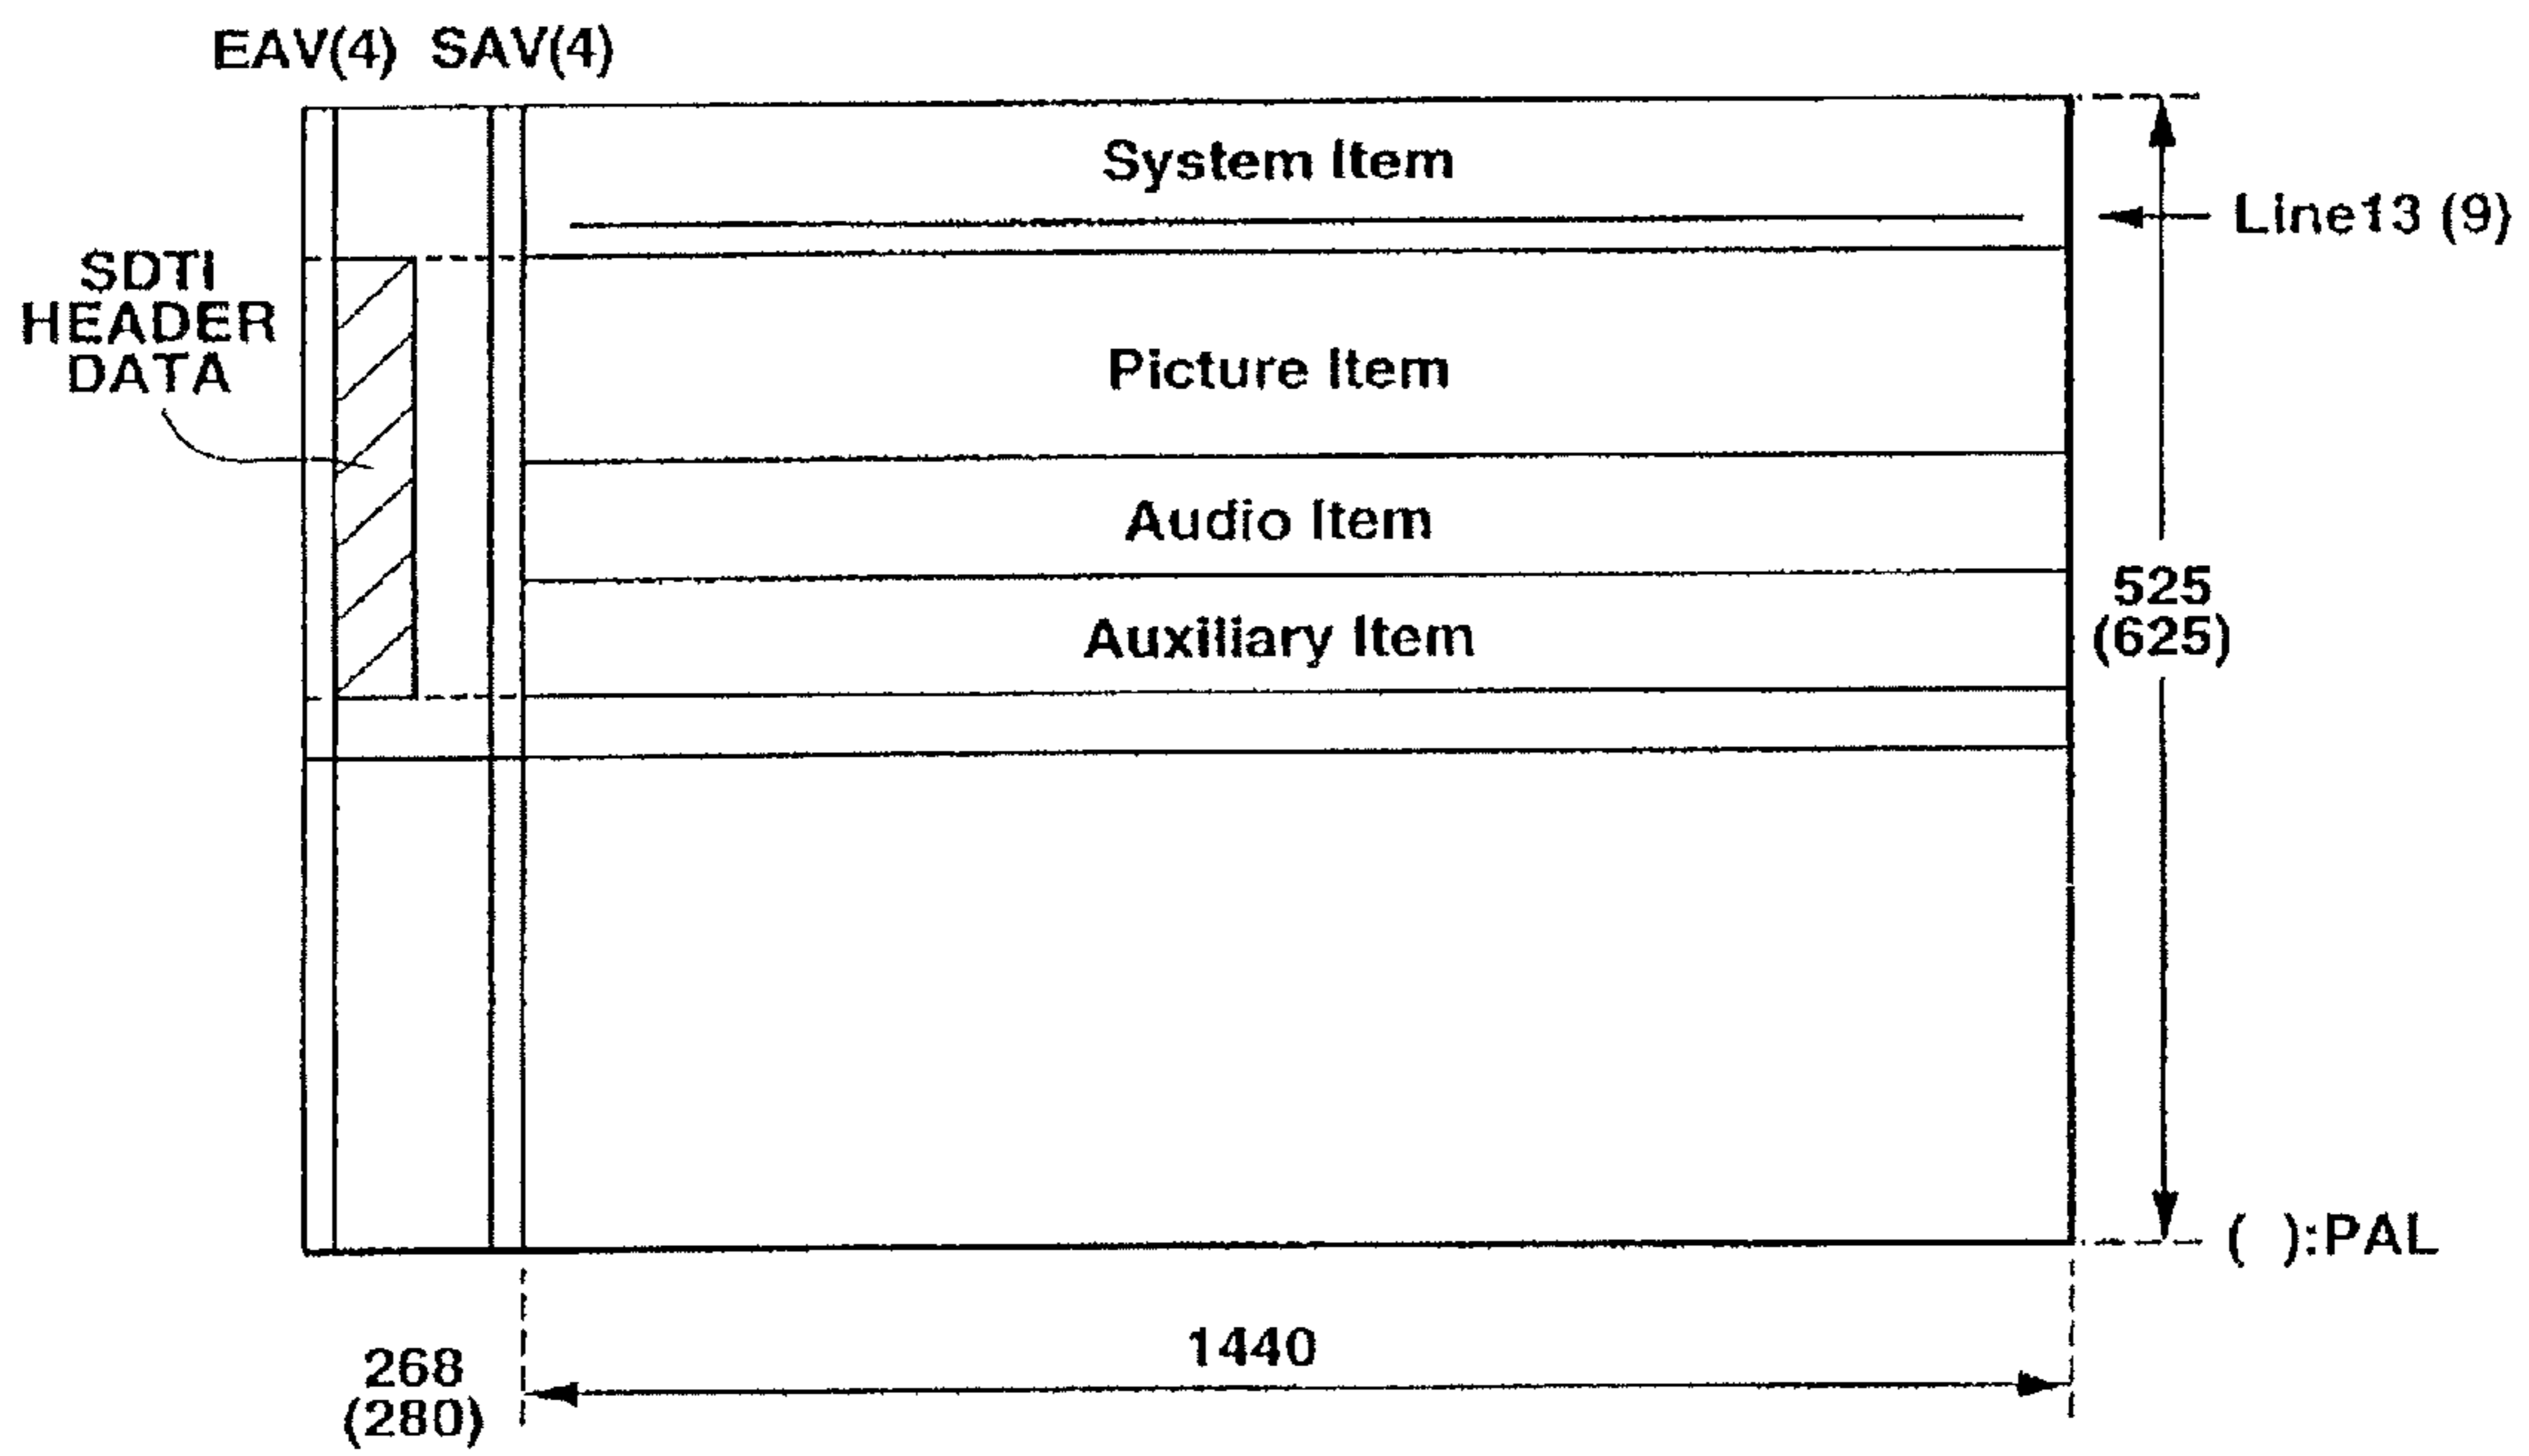 EAV(4) SAV(4)
System Item
Line13 (9)
SDTI
HEADER
DATA
Picture Item
Audio Item
525
(625)
Auxiliary Item
( ):PAL
1440
268
(280)